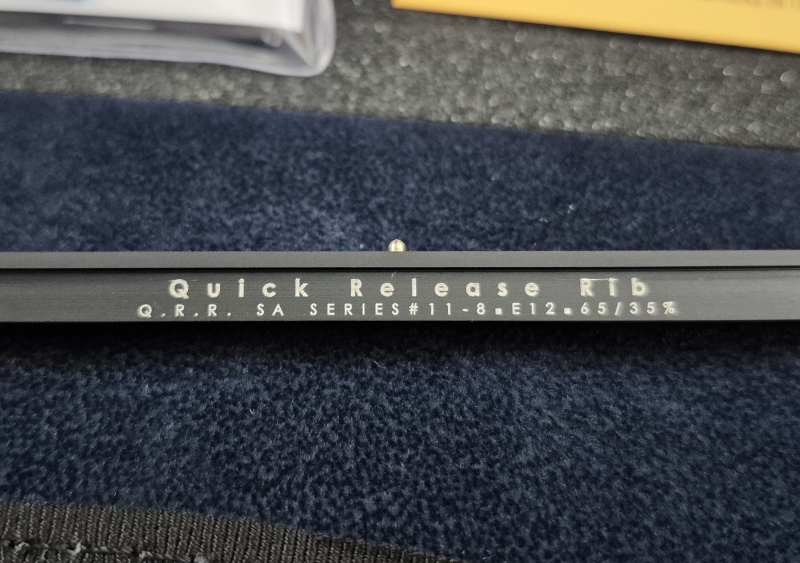 Quick Release Rib
Q.R.R. SA SERIES#11-8▪E12▪65/35%